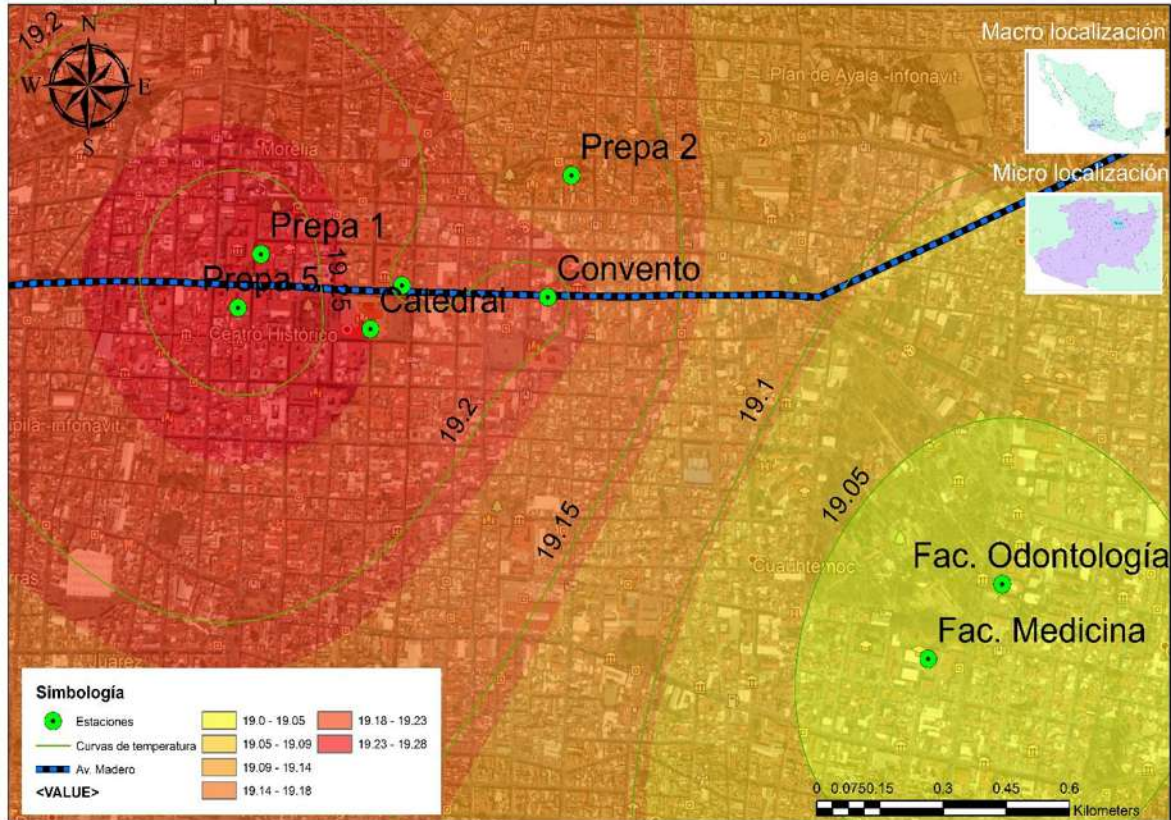 19.2
N
W E
S
Macro localización
Plan de Ayala -infonavit-
Morelia
Prepa 2
Micro localización
Prepa 1
19.25
Prepa 5
Catedral
Convento
Centro Histórico
19.2
19.1
19.15
19.05
Cuauhtemoc
Fac. Odontología
Fac. Medicina
Juárez
Simbología
Estaciones
Curvas de temperatura
Av. Madero
<VALUE>
19.0 - 19.05
19.05 - 19.09
19.09 - 19.14
19.14 - 19.18
19.18 - 19.23
19.23 - 19.28
0 0.075 0.15 0.3 0.45 0.6
Kilometers